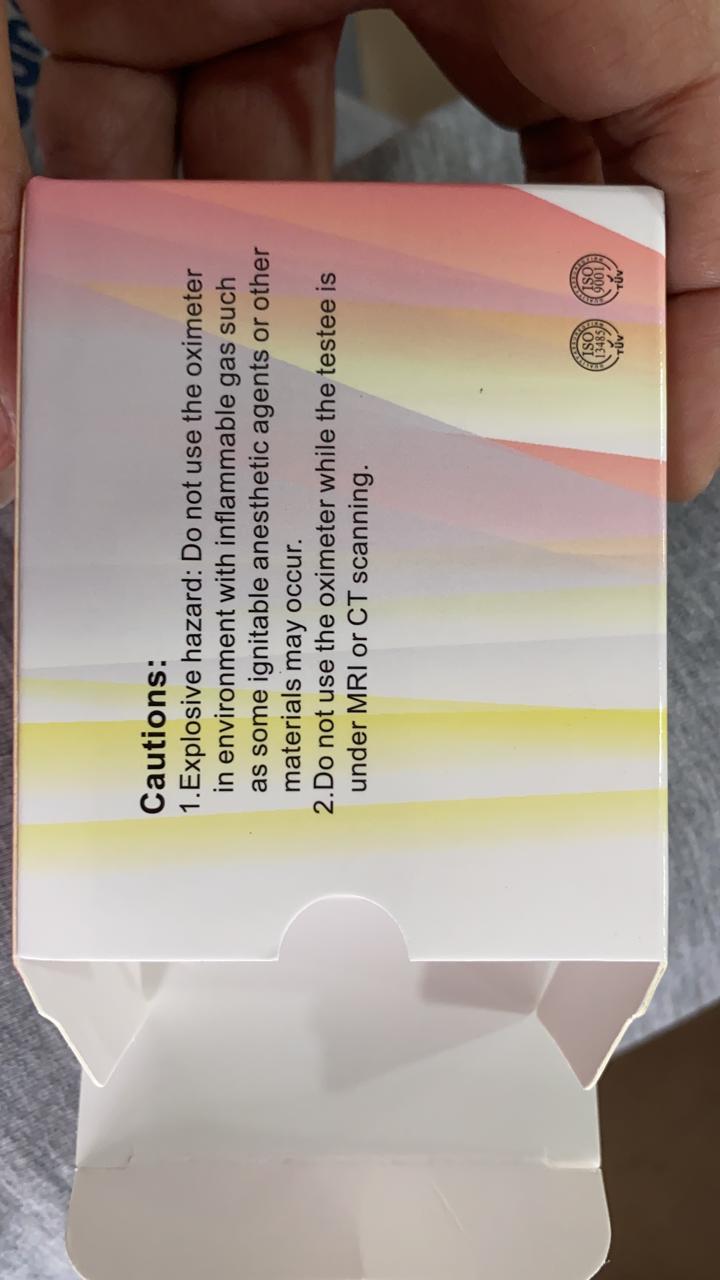 Cautions:
1.Explosive hazard: Do not use the oximeter
in environment with inflammable gas such
as some ignitable anesthetic agents or other
materials may occur.
2.Do not use the oximeter while the testee is
under MRI or CT scanning.
ISO
13485
TÜV
ISO
9001
TÜV